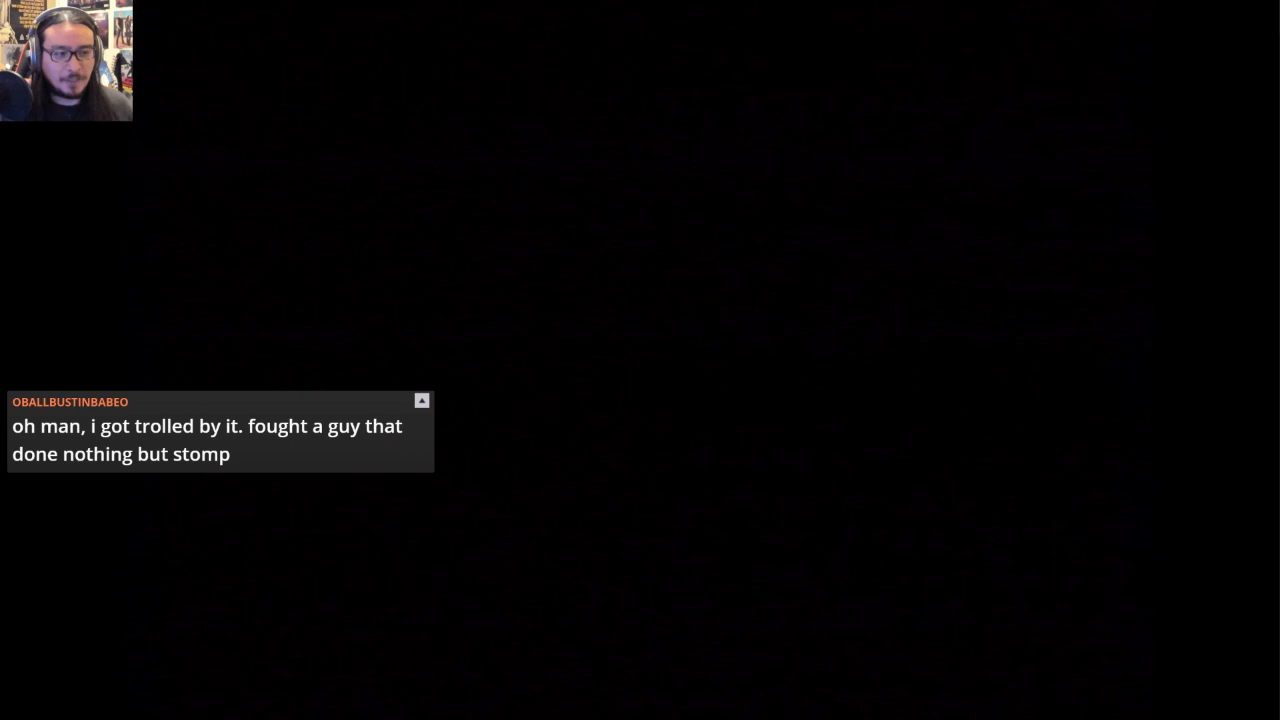 OBALLBUSTINBABEO
oh man, i got trolled by it. fought a guy that
done nothing but stomp